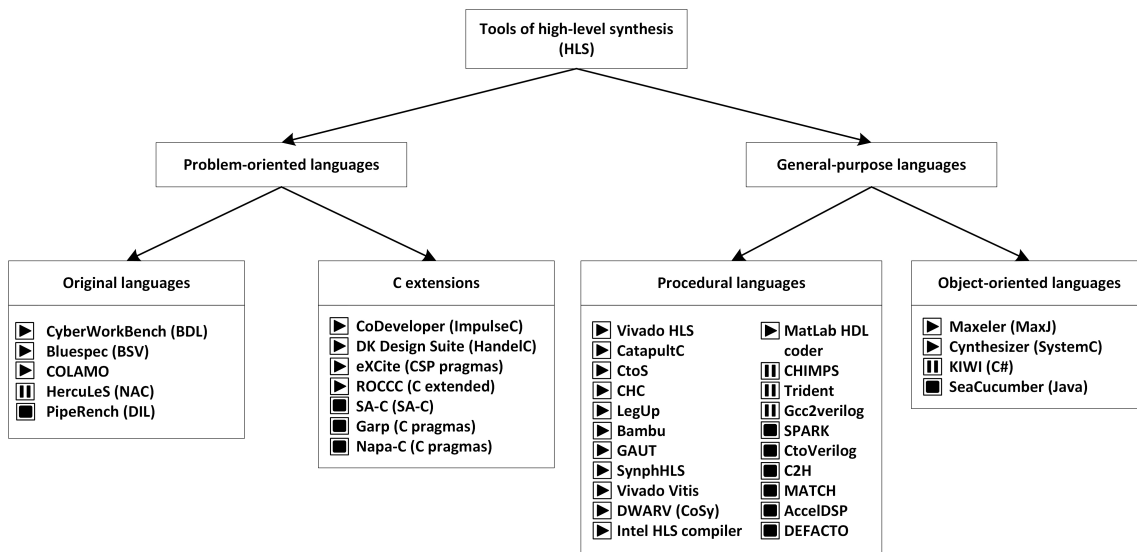 Tools of high-level synthesis
(HLS)
Problem-oriented languages
General-purpose languages
Original languages
CyberWorkBench (BDL)
Bluespec (BSV)
COLAMO
HercuLeS (NAC)
PipeRench (DIL)
C extensions
CoDeveloper (ImpulseC)
DK Design Suite (HandelC)
eXCite (CSP pragmas)
ROCCC (C extended)
SA-C (SA-C)
Garp (C pragmas)
Napa-C (C pragmas)
Procedural languages
Vivado HLS
CatapultC
CtoS
CHC
LegUp
Bambu
GAUT
SynphHLS
Vivado Vitis
DWARV (CoSy)
Intel HLS compiler
MatLab HDL
coder
CHIMPS
Trident
Gcc2verilog
SPARK
CtoVerilog
C2H
MATCH
AccelDSP
DEFACTO
Object-oriented languages
Maxeler (MaxJ)
Cynthesizer (SystemC)
KIWI (C#)
SeaCucumber (Java)